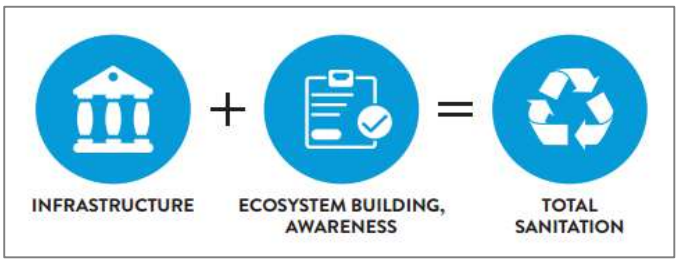 +
=
INFRASTRUCTURE
ECOSYSTEM BUILDING,
AWARENESS
TOTAL
SANITATION